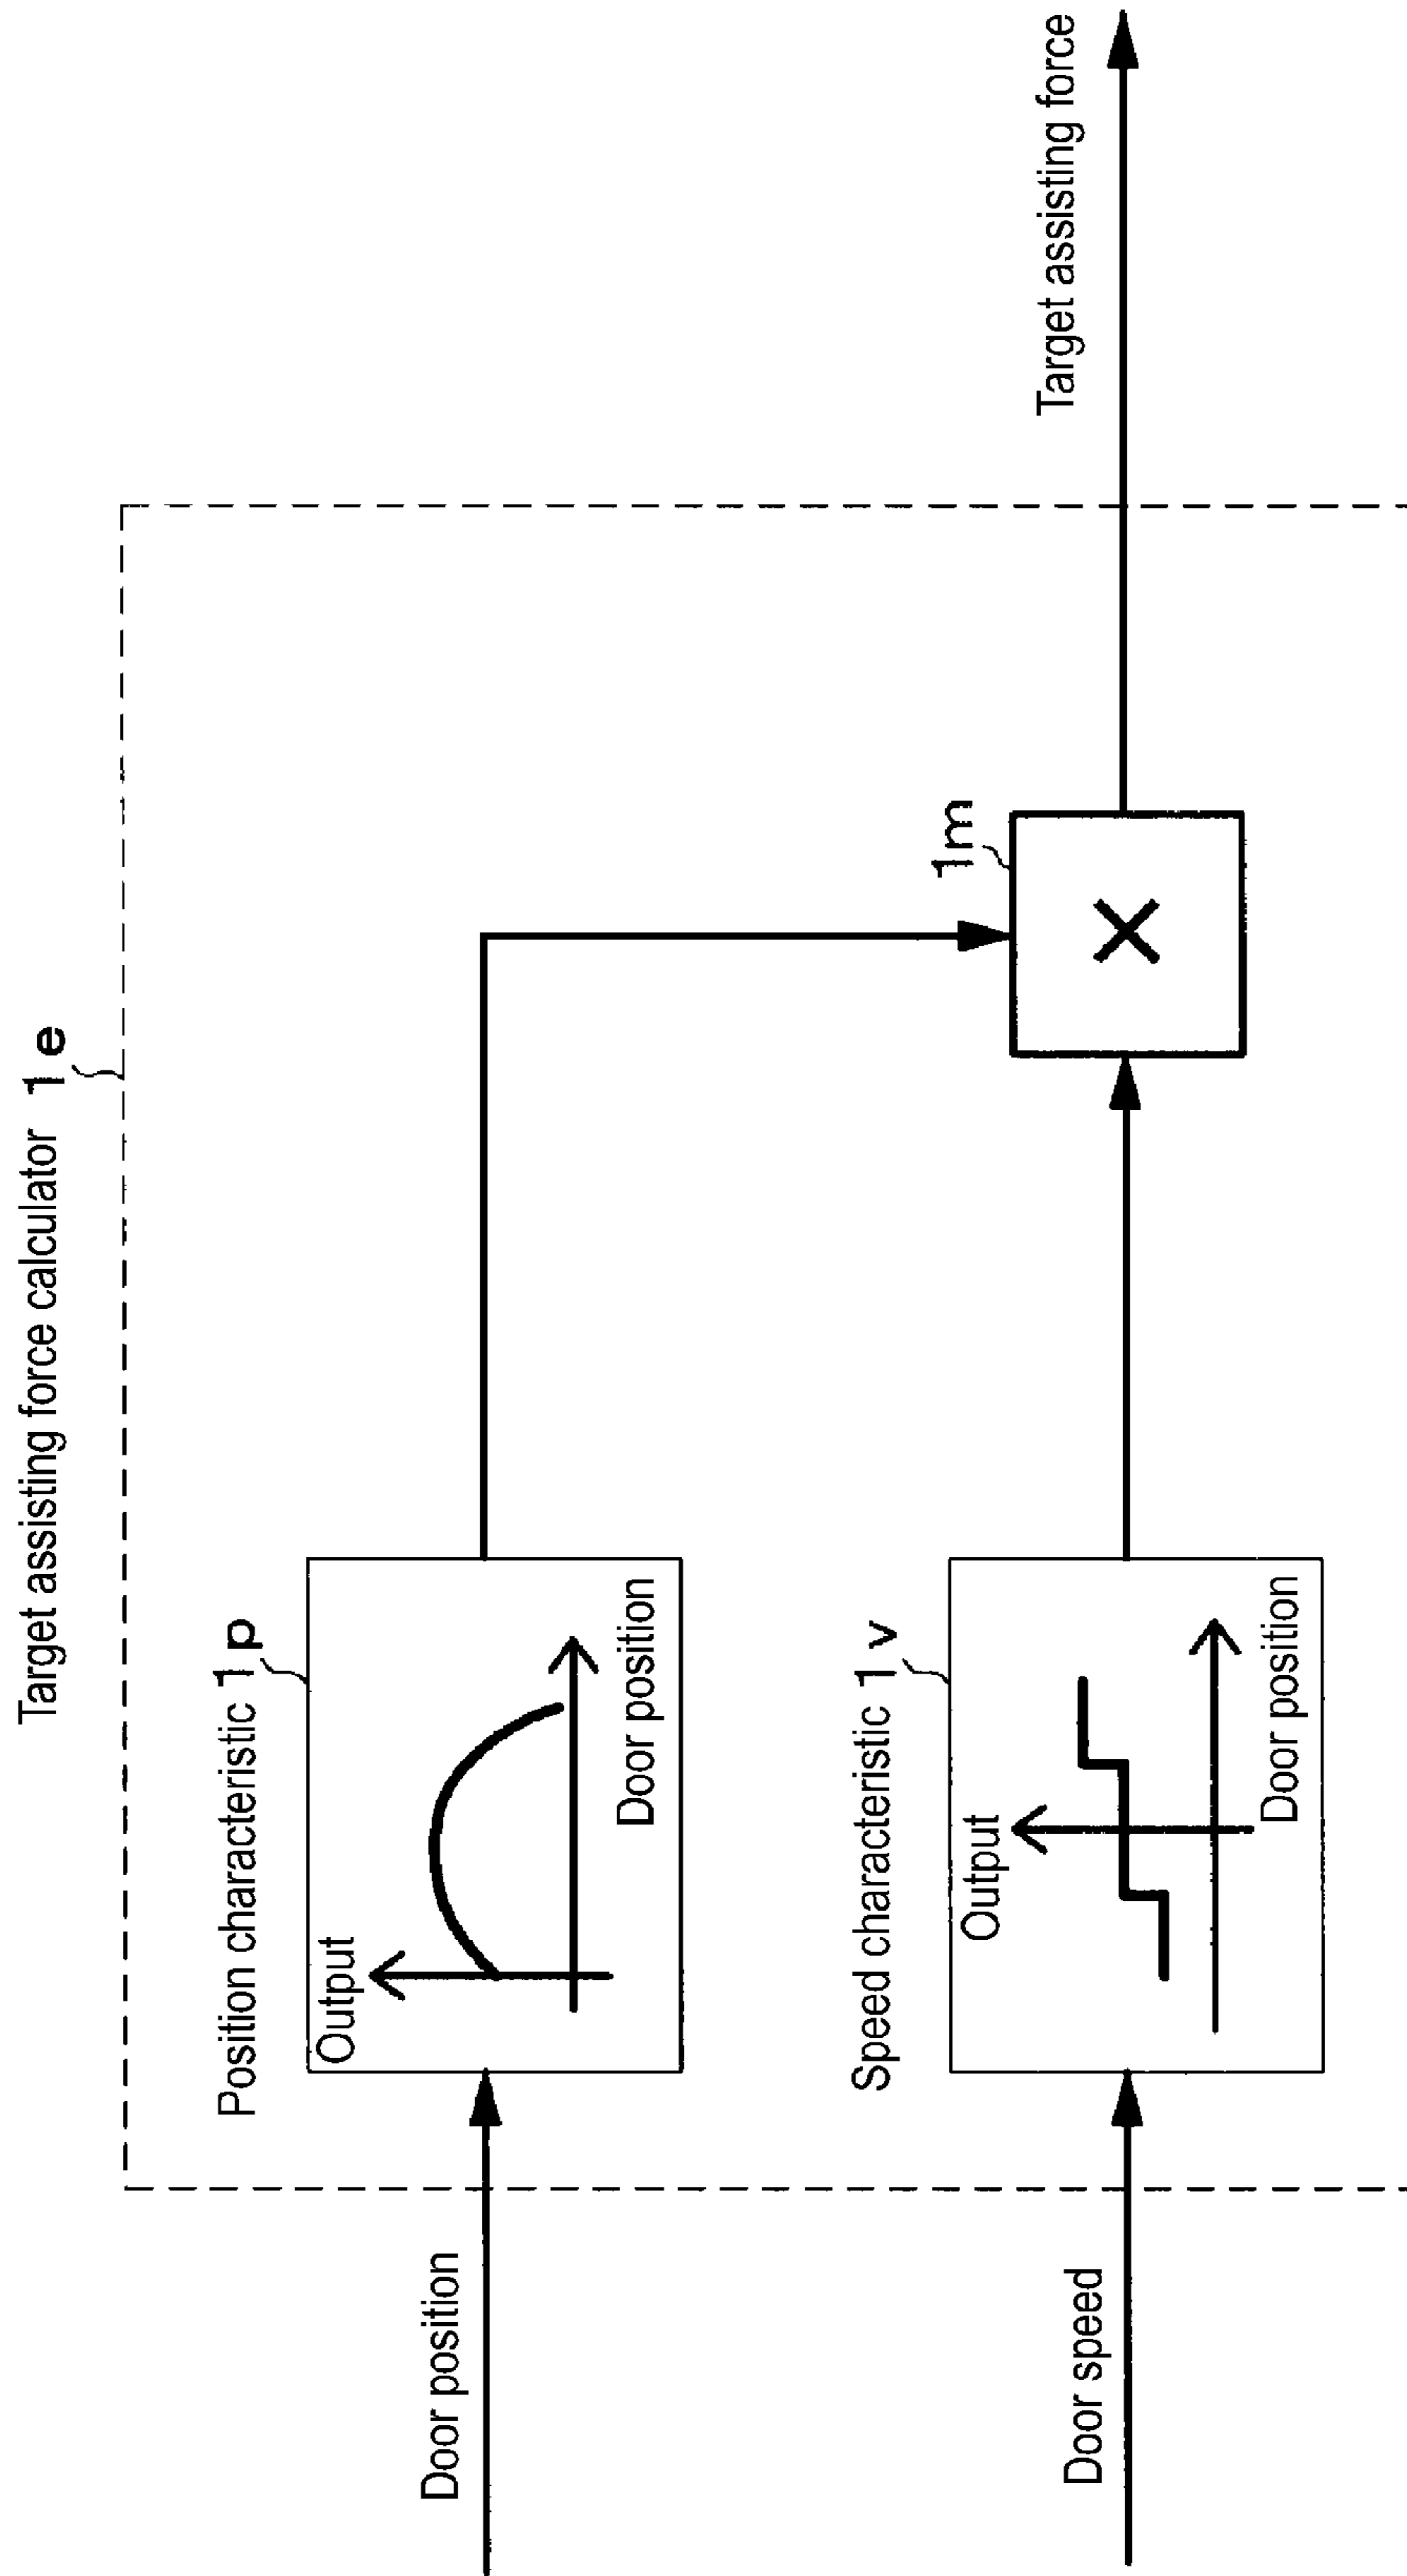 Target assisting force calculator 1e
Position characteristic 1p
Output
Door position
Door position
Speed characteristic 1v
Output
Door position
Door speed
1m
×
Target assisting force